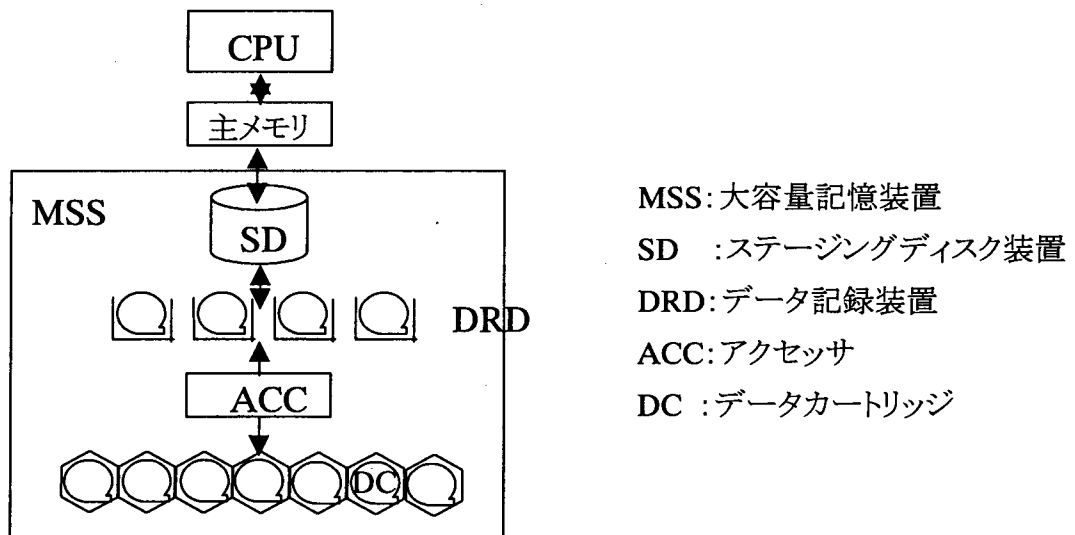 CPU
主メモリ
MSS
SD
DRD
ACC
DC
MSS:大容量記憶装置
SD :ステージングディスク装置
DRD:データ記録装置
ACC:アクセッサ
DC :データカートリッジ